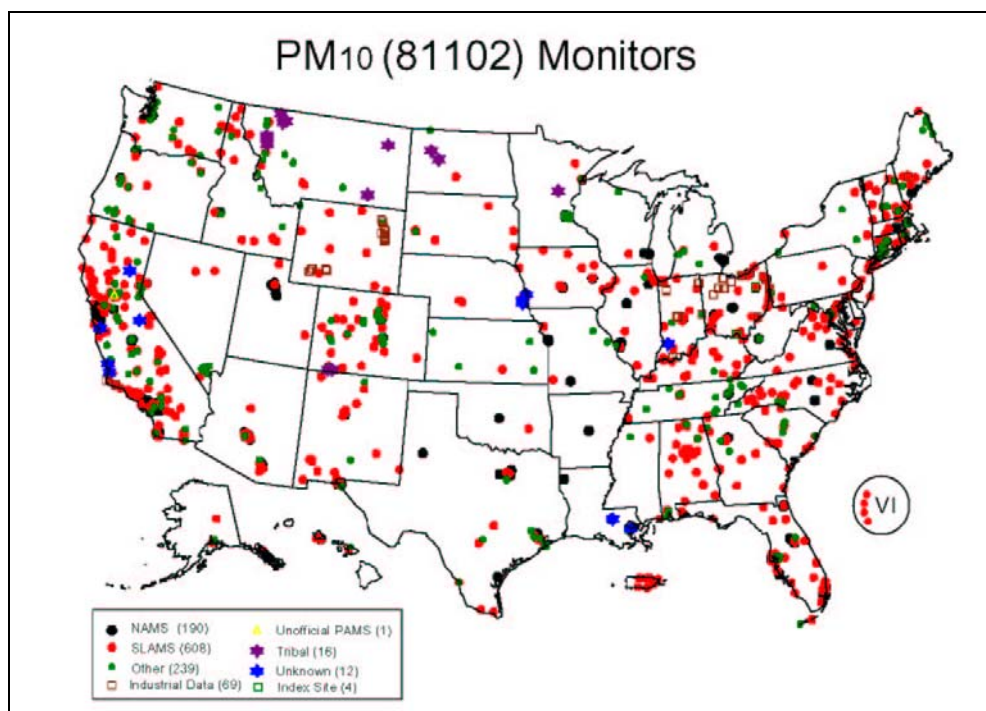 PM10 (81102) Monitors
VI
NAMS (190)
SLAMS (608)
Other (239)
Industrial Data (69)
Unofficial PAMS (1)
Tribal (16)
Unknown (12)
Index Site (4)